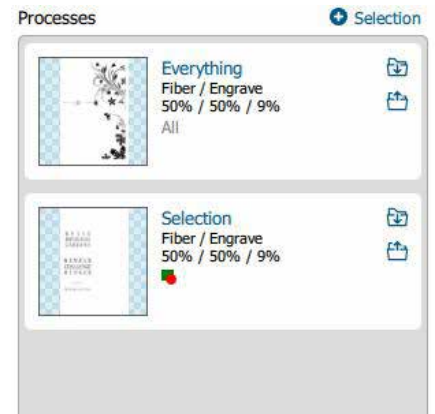 Processes
Selection
Everything
Fiber / Engrave
50% / 50% / 9%
All
Selection
Fiber / Engrave
50% / 50% / 9%